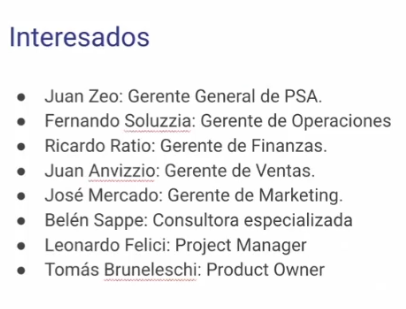 Interesados
● Juan Zeo: Gerente General de PSA.
● Fernando Soluzzia: Gerente de Operaciones
● Ricardo Ratio: Gerente de Finanzas.
● Juan Anvizzio: Gerente de Ventas.
● José Mercado: Gerente de Marketing.
● Belén Sappe: Consultora especializada
● Leonardo Felici: Project Manager
● Tomás Bruneleschi: Product Owner